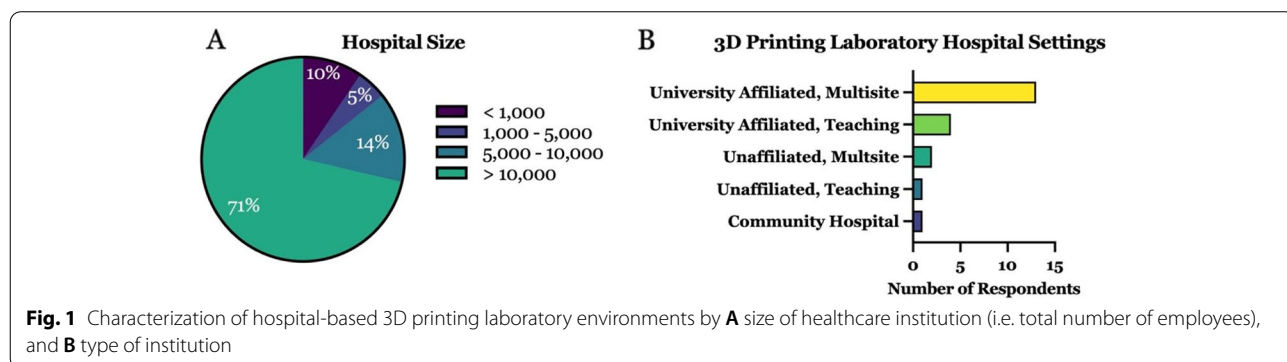 A
Hospital Size
10%
5%
14%
71%
< 1,000
1,000 - 5,000
5,000 - 10,000
> 10,000
B
3D Printing Laboratory Hospital Settings
University Affiliated, Multisite
University Affiliated, Teaching
Unaffiliated, Multsite
Unaffiliated, Teaching
Community Hospital
0 5 10 15
Number of Respondents
Fig. 1 Characterization of hospital-based 3D printing laboratory environments by A size of healthcare institution (i.e. total number of employees),
and B type of institution